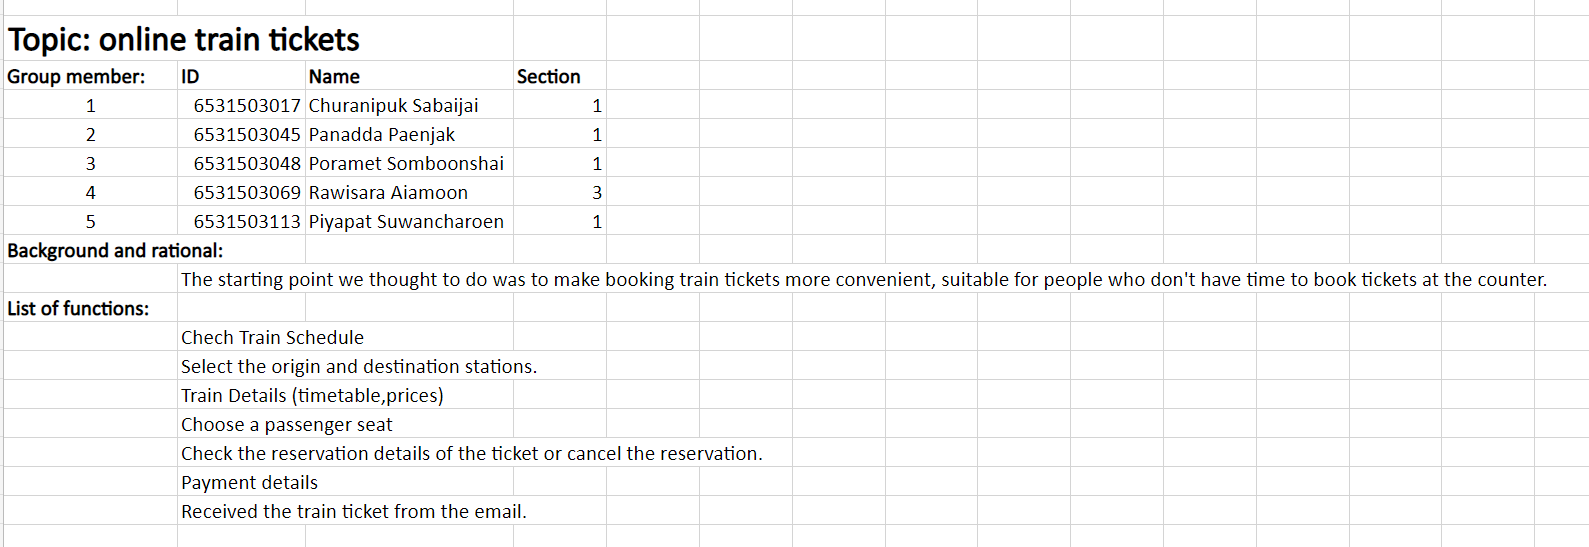 Topic: online train tickets
Group member: ID Name Section
1 6531503017 Churanipuk Sabaijai 1
2 6531503045 Panadda Paenjak 1
3 6531503048 Poramet Somboonshai 1
4 6531503069 Rawisara Aiamoon 3
5 6531503113 Piyapat Suwancharoen 1
Background and rational:
The starting point we thought to do was to make booking train tickets more convenient, suitable for people who don't have time to book tickets at the counter.
List of functions:
Chech Train Schedule
Select the origin and destination stations.
Train Details (timetable,prices)
Choose a passenger seat
Check the reservation details of the ticket or cancel the reservation.
Payment details
Received the train ticket from the email.